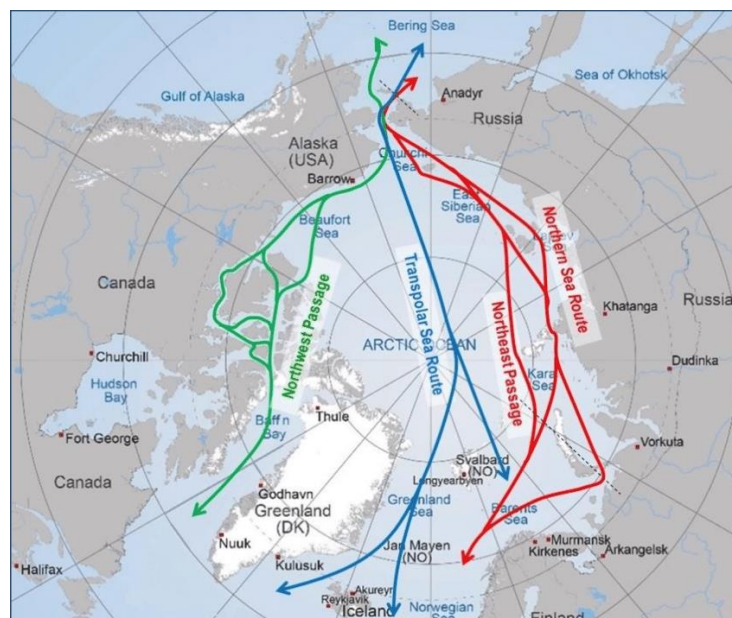 Bering Sea
Sea of Okhotsk
Gulf of Alaska
Anadyr
Russia
Alaska
(USA)
Sea
Barrow
East
Siberian
Sea
Beaufort
Sea
Northern Sea Route
Canada
Northwest Passage
Transpolar Sea Route
Northeast Passage
Khatanga
Russia
ARCTIC OCEAN
Churchill
Hudson
Bay
Kara
Sea
Dudinka
Thule
Baffin
Bay
Fort George
Vorkuta
Canada
Svalbard
(NO)
Longyearbyen
Godhavn
Greenland
(DK)
Greenland
Sea
Barents
Sea
Nuuk
Jan Mayen
(NO)
Murmansk
Kirkenes
Arkangelsk
Kulusuk
Halifax
Akureyri
Reykjavik
Iceland
Norwegian
Sea
Finland